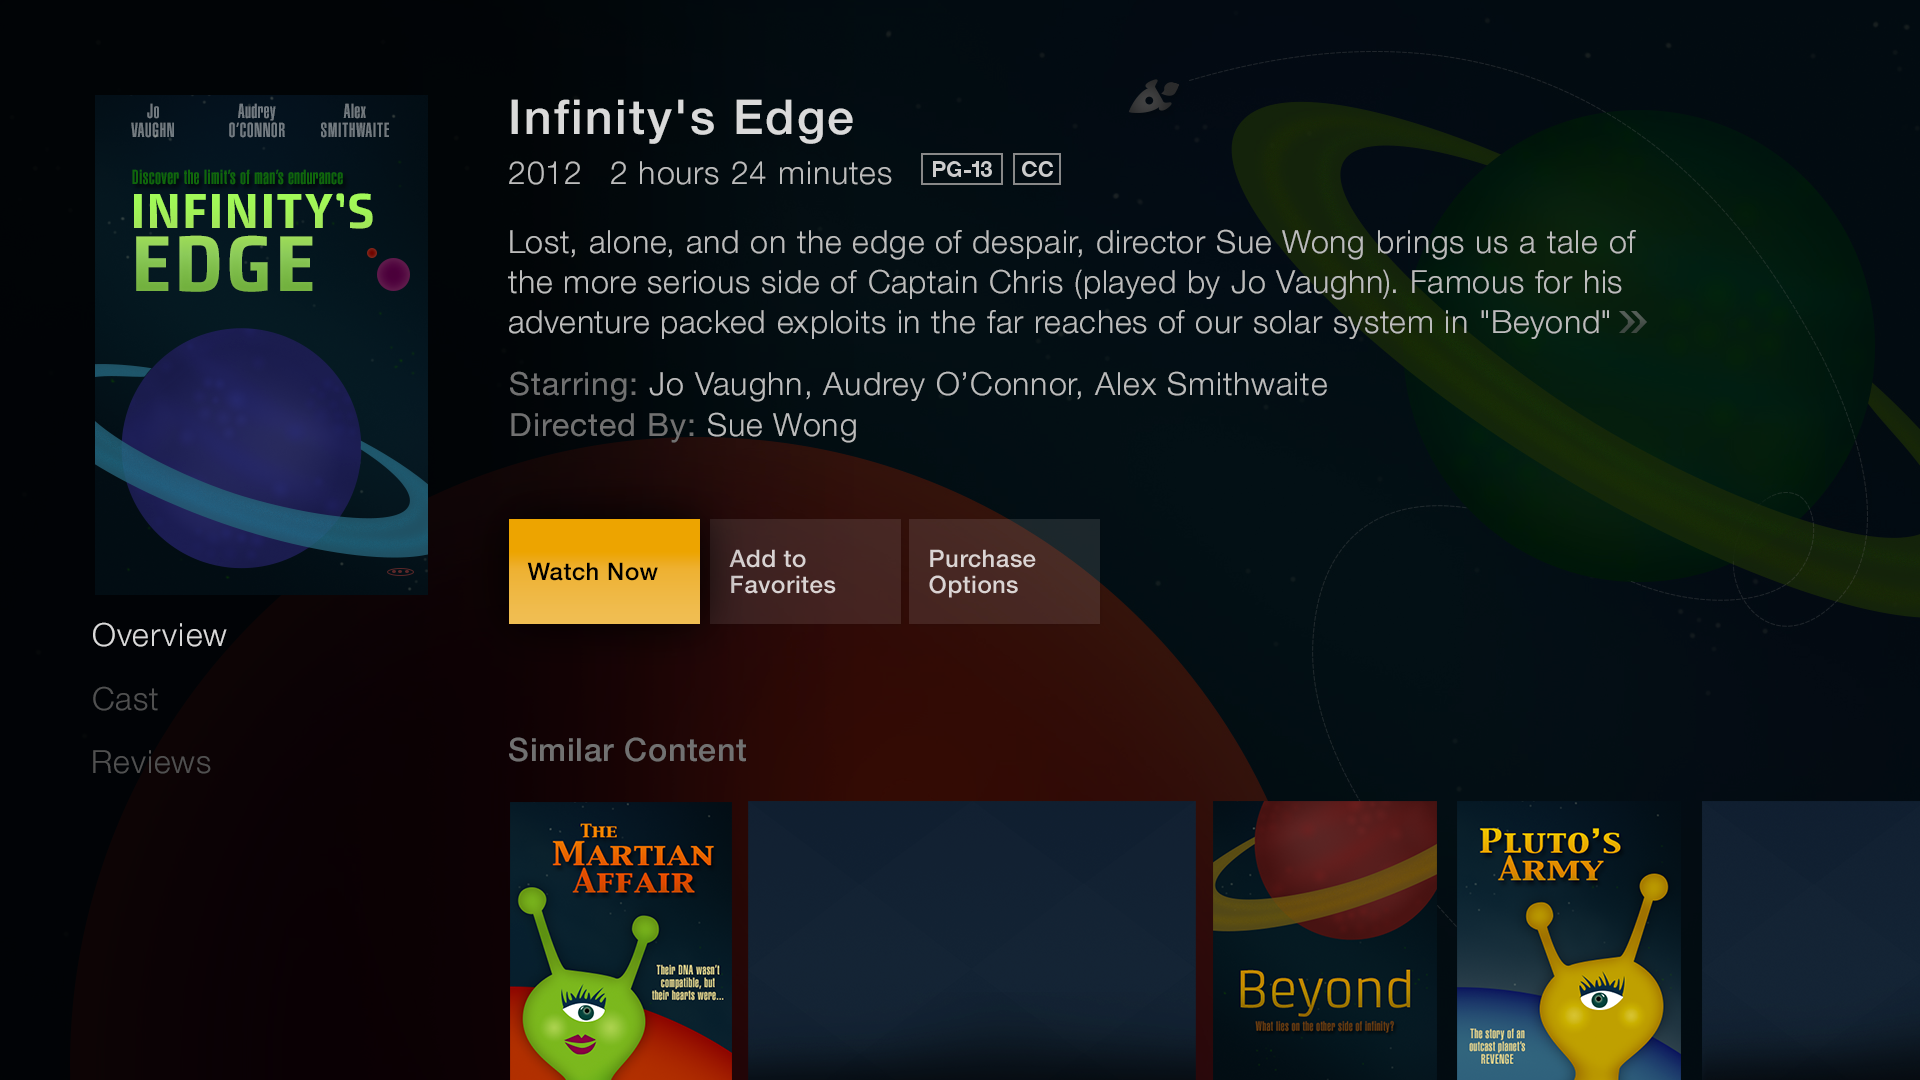 Jo Audrey Alex
VAUGHN O'CONNOR SMITHWAITE
Discover the limit's of man's endurance
INFINITY'S
EDGE
Infinity's Edge
2012 2 hours 24 minutes PG-13 CC
Lost, alone, and on the edge of despair, director Sue Wong brings us a tale of
the more serious side of Captain Chris (played by Jo Vaughn). Famous for his
adventure packed exploits in the far reaches of our solar system in "Beyond" »
Starring: Jo Vaughn, Audrey O’Connor, Alex Smithwaite
Directed By: Sue Wong
Watch Now
Add to
Favorites
Purchase
Options
Overview
Cast
Reviews
Similar Content
THE
MARTIAN
AFFAIR
Their DNA wasn't
compatible, but
their hearts were...
Beyond
What lies on the other side of infinity?
PLUTO'S
ARMY
The story of an
outcast planet's
REVENGE